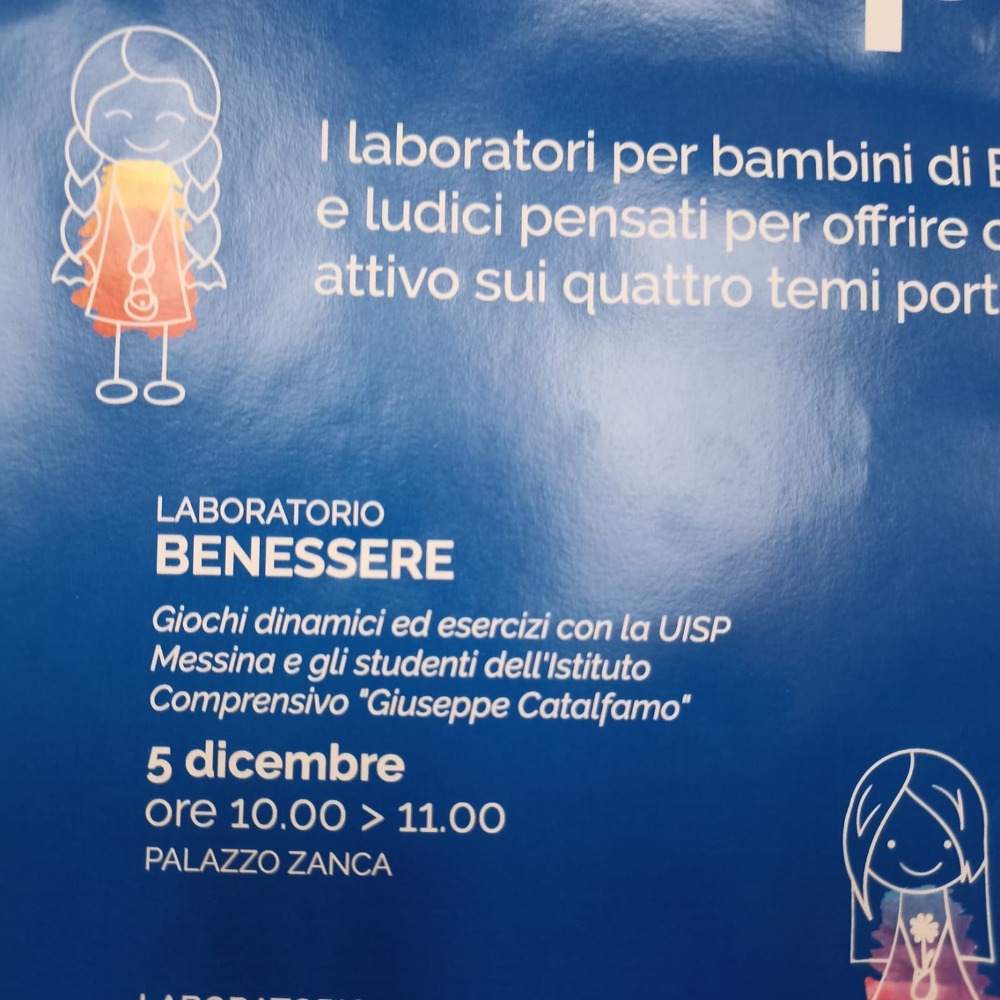 I laboratori per bambini di
e ludici pensati per offrire
attivo sui quattro temi port
LABORATORIO
BENESSERE
Giochi dinamici ed esercizi con la UISP
Messina e gli studenti dell'Istituto
Comprensivo "Giuseppe Catalfamo"
5 dicembre
ore 10.00 > 11.00
PALAZZO ZANCA